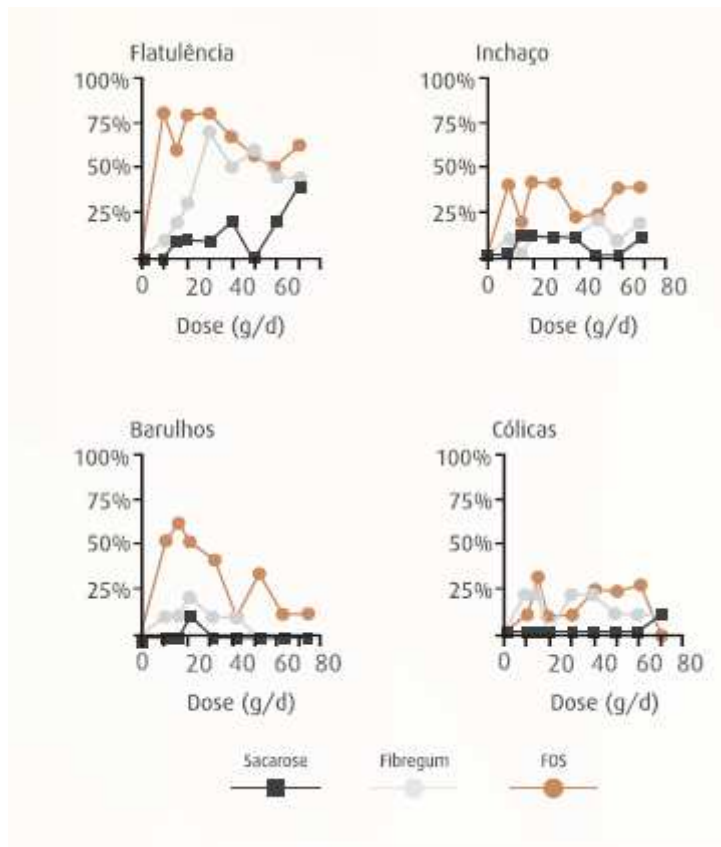 Flatulência
100%
75%
50%
25%
0 20 40 60
Dose (g/d)
Inchaço
100%
75%
50%
25%
0 20 40 60 80
Dose (g/d)
Barulhos
100%
75%
50%
25%
0 20 40 60 80
Dose (g/d)
Cólicas
100%
75%
50%
25%
0 20 40 60 80
Dose (g/d)
Sacarose Fibregum FOS